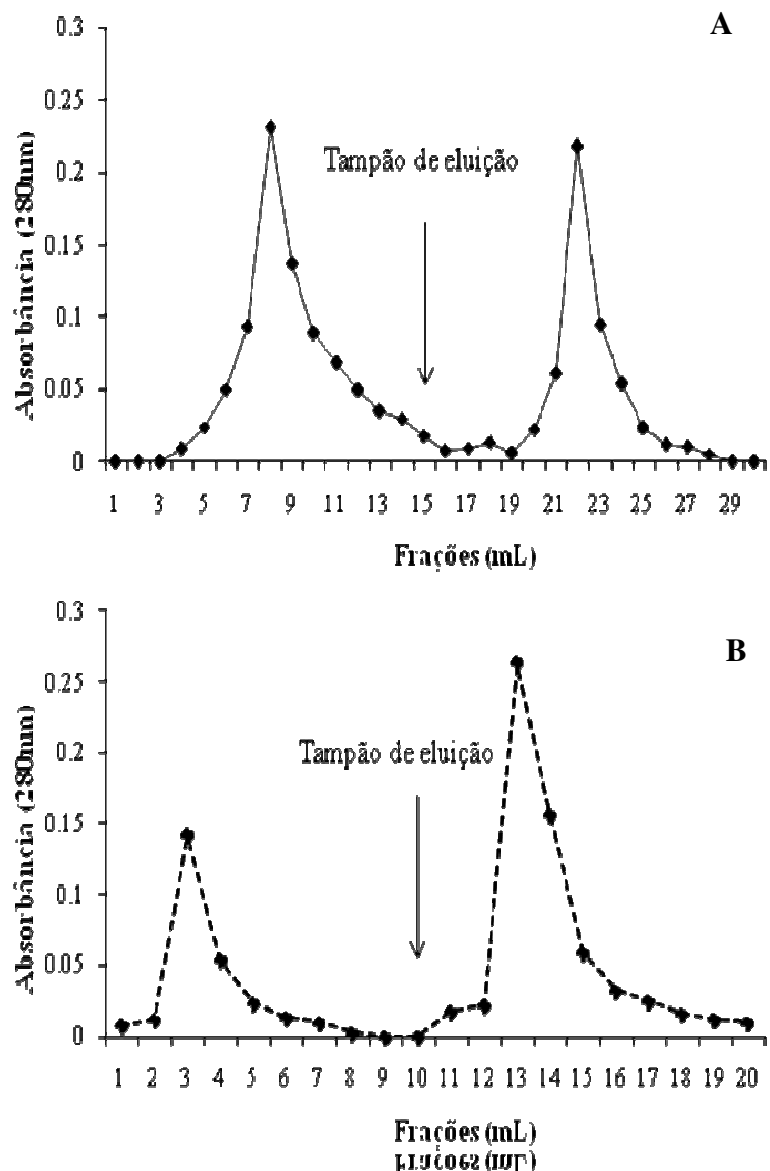 A
0.3
0.25
0.2
0.15
0.1
0.05
0
Absorbância (280nm)
Tampão de eluição
1 3 5 7 9 11 13 15 17 19 21 23 25 27 29
Frações (mL)
B
0.3
0.25
0.2
0.15
0.1
0.05
0
Absorbância (280nm)
Tampão de eluição
1 2 3 4 5 6 7 8 9 10 11 12 13 14 15 16 17 18 19 20
Frações (mL)